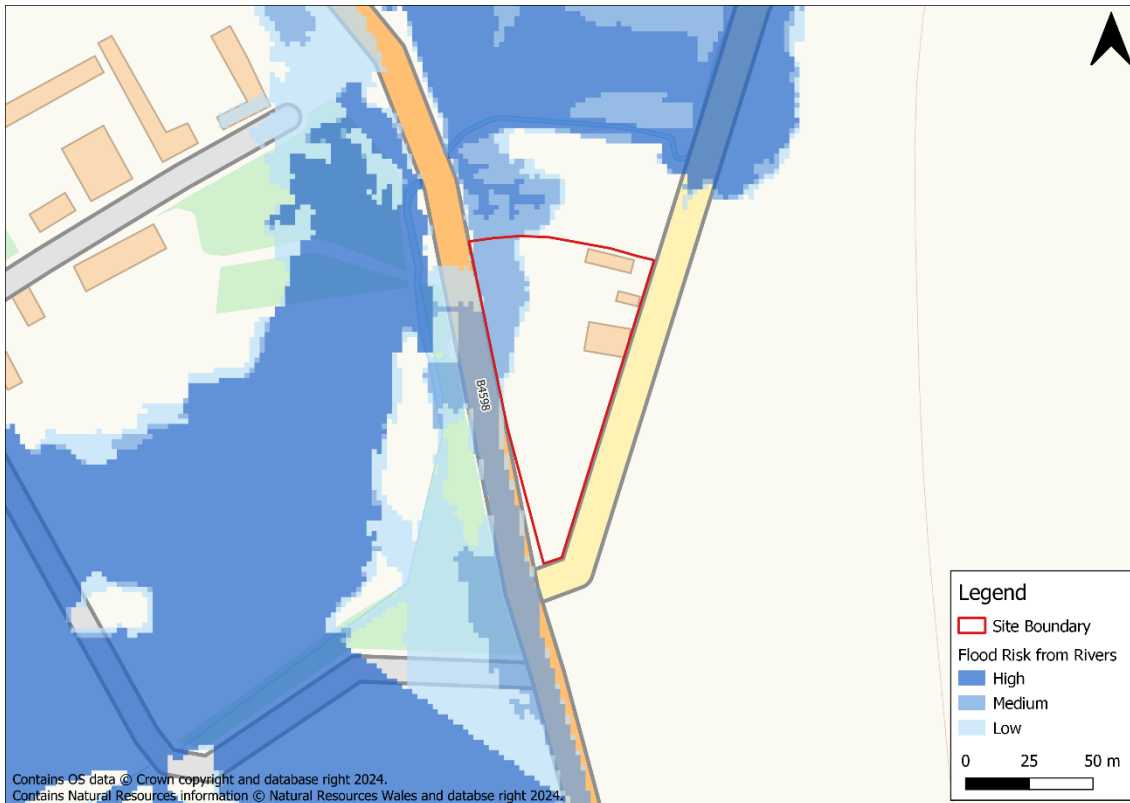 B4598
Legend
Site Boundary
Flood Risk from Rivers
High
Medium
Low
0 25 50 m
Contains OS data © Crown copyright and database right 2024.
Contains Natural Resources information © Natural Resources Wales and databse right 2024.